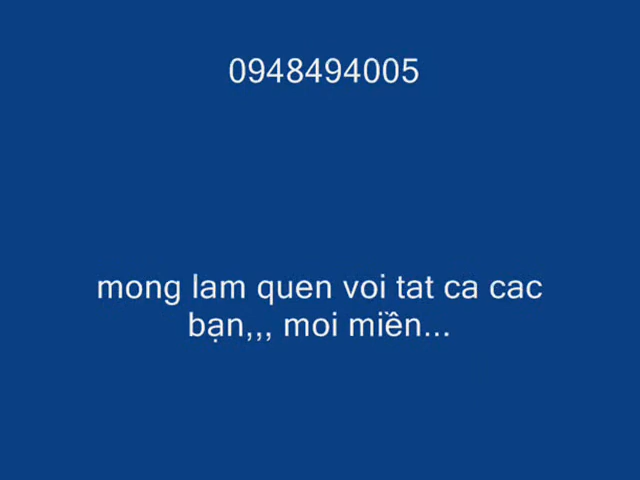 0948494005
mong lam quen voi tat ca cac
bạn,,, moi miền...